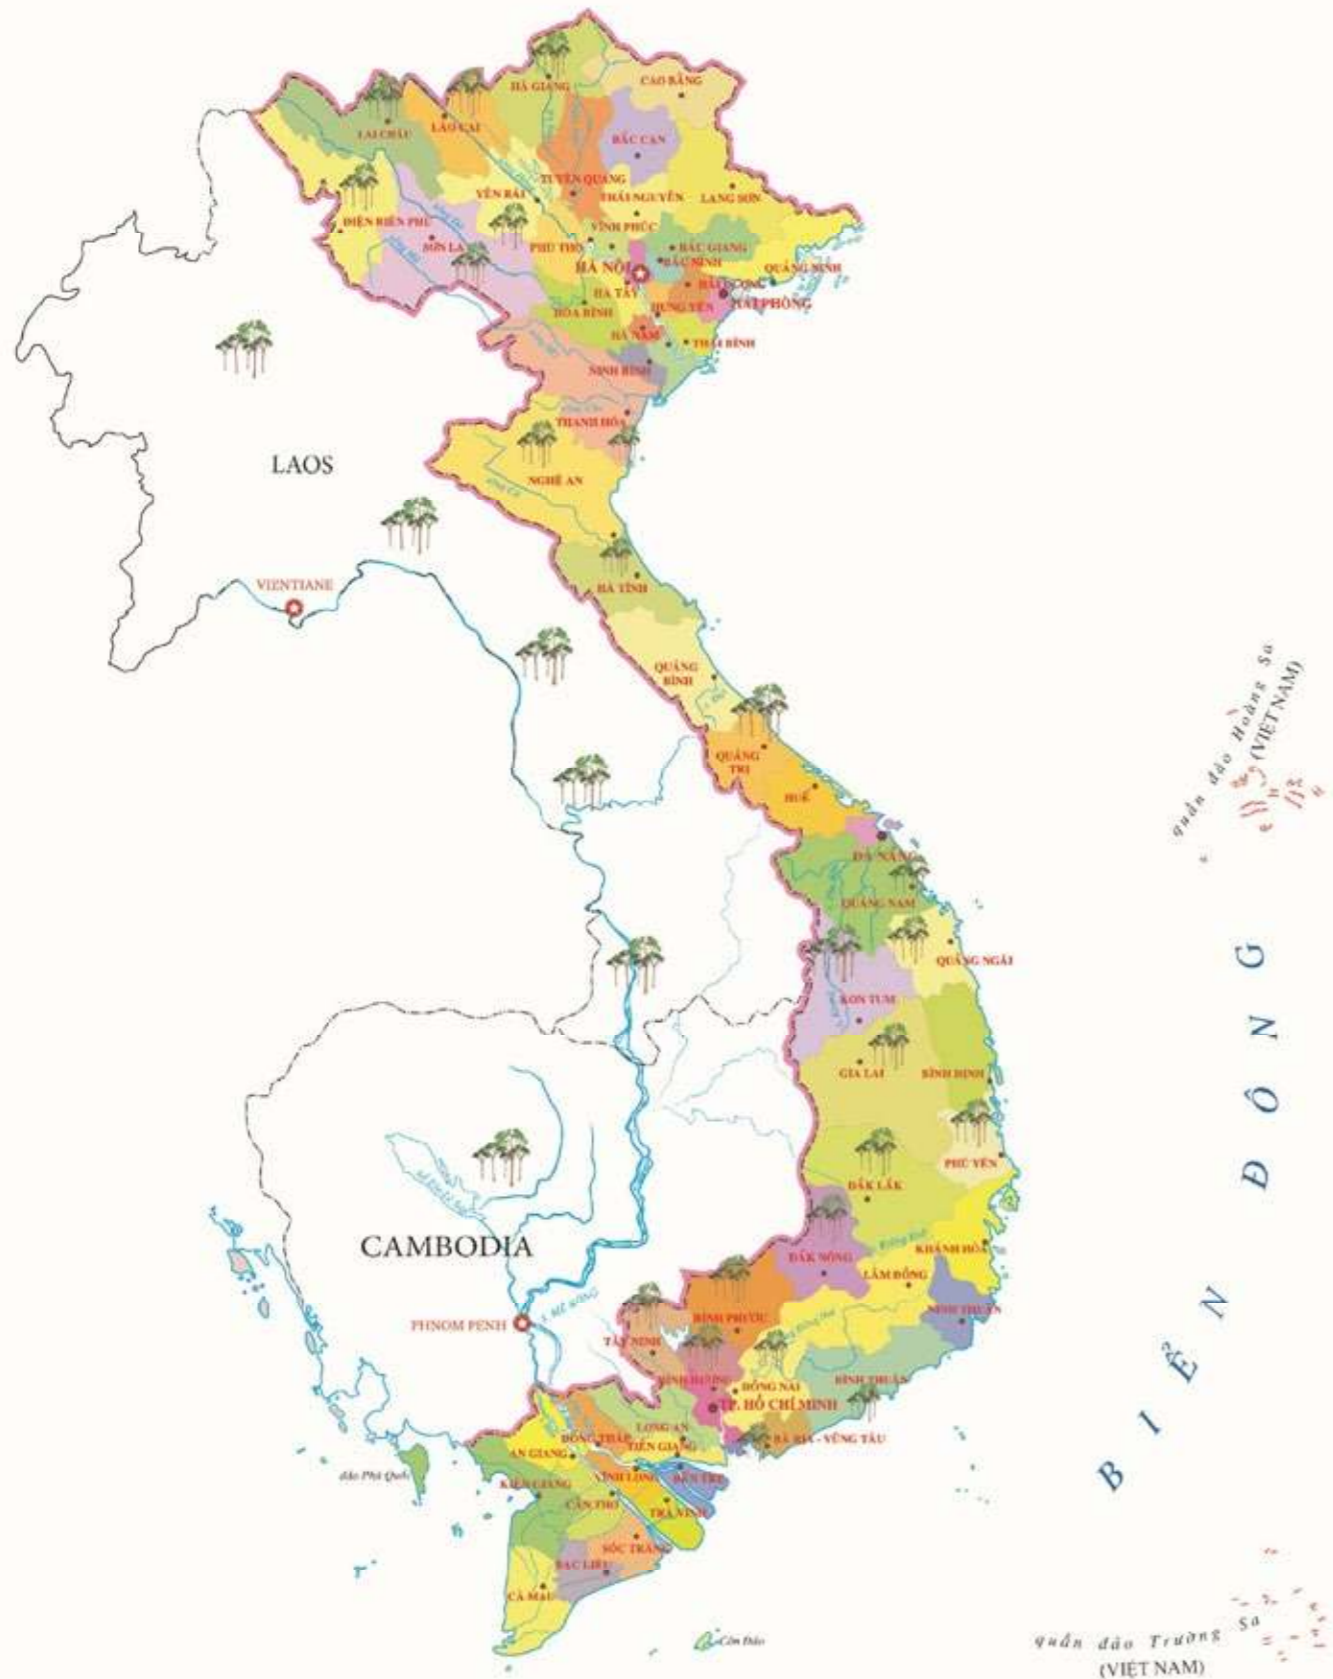 HÀ GIANG
CAO BẰNG
LAI CHÂU
LÀO CAI
BẮC CẠN
TUYÊN QUANG
YÊN BÁI
THÁI NGUYÊN
LẠNG SƠN
ĐIỆN BIÊN PHỦ
VĨNH PHÚC
SƠN LA
PHÚ THỌ
BẮC GIANG
BẮC NINH
HÀ NỘI
QUẢNG NINH
HẢI DƯƠNG
HÀ TÂY
HẢI PHÒNG
HƯNG YÊN
HÒA BÌNH
HÀ NAM
THÁI BÌNH
NINH BÌNH
THANH HÓA
LAOS
NGHỆ AN
VIENTIANE
HÀ TĨNH
QUẢNG
BÌNH
quần đảo Hoàng Sa
(VIỆT NAM)
QUẢNG
TRỊ
HUẾ
ĐÀ NẴNG
QUẢNG NAM
QUẢNG NGÃI
KON TUM
GIA LAI
BÌNH ĐỊNH
PHÚ YÊN
ĐẮK LẮK
BIỂN ĐÔNG
CAMBODIA
KHÁNH HÒA
ĐẮK NÔNG
LÂM ĐỒNG
S. MÊ KÔNG
NINH THUẬN
PHNOM PENH
BÌNH PHƯỚC
TÂY NINH
BÌNH DƯƠNG
ĐỒNG NAI
BÌNH THUẬN
TP. HỒ CHÍ MINH
LONG AN
BÀ RỊA - VŨNG TÀU
ĐỒNG THÁP
TIỀN GIANG
AN GIANG
đảo Phú Quốc
VĨNH LONG
BẾN TRE
KIÊN GIANG
CẦN THƠ
TRÀ VINH
SÓC TRĂNG
BẠC LIÊU
CÀ MAU
Côn Đảo
quần đảo Trường Sa
(VIỆT NAM)